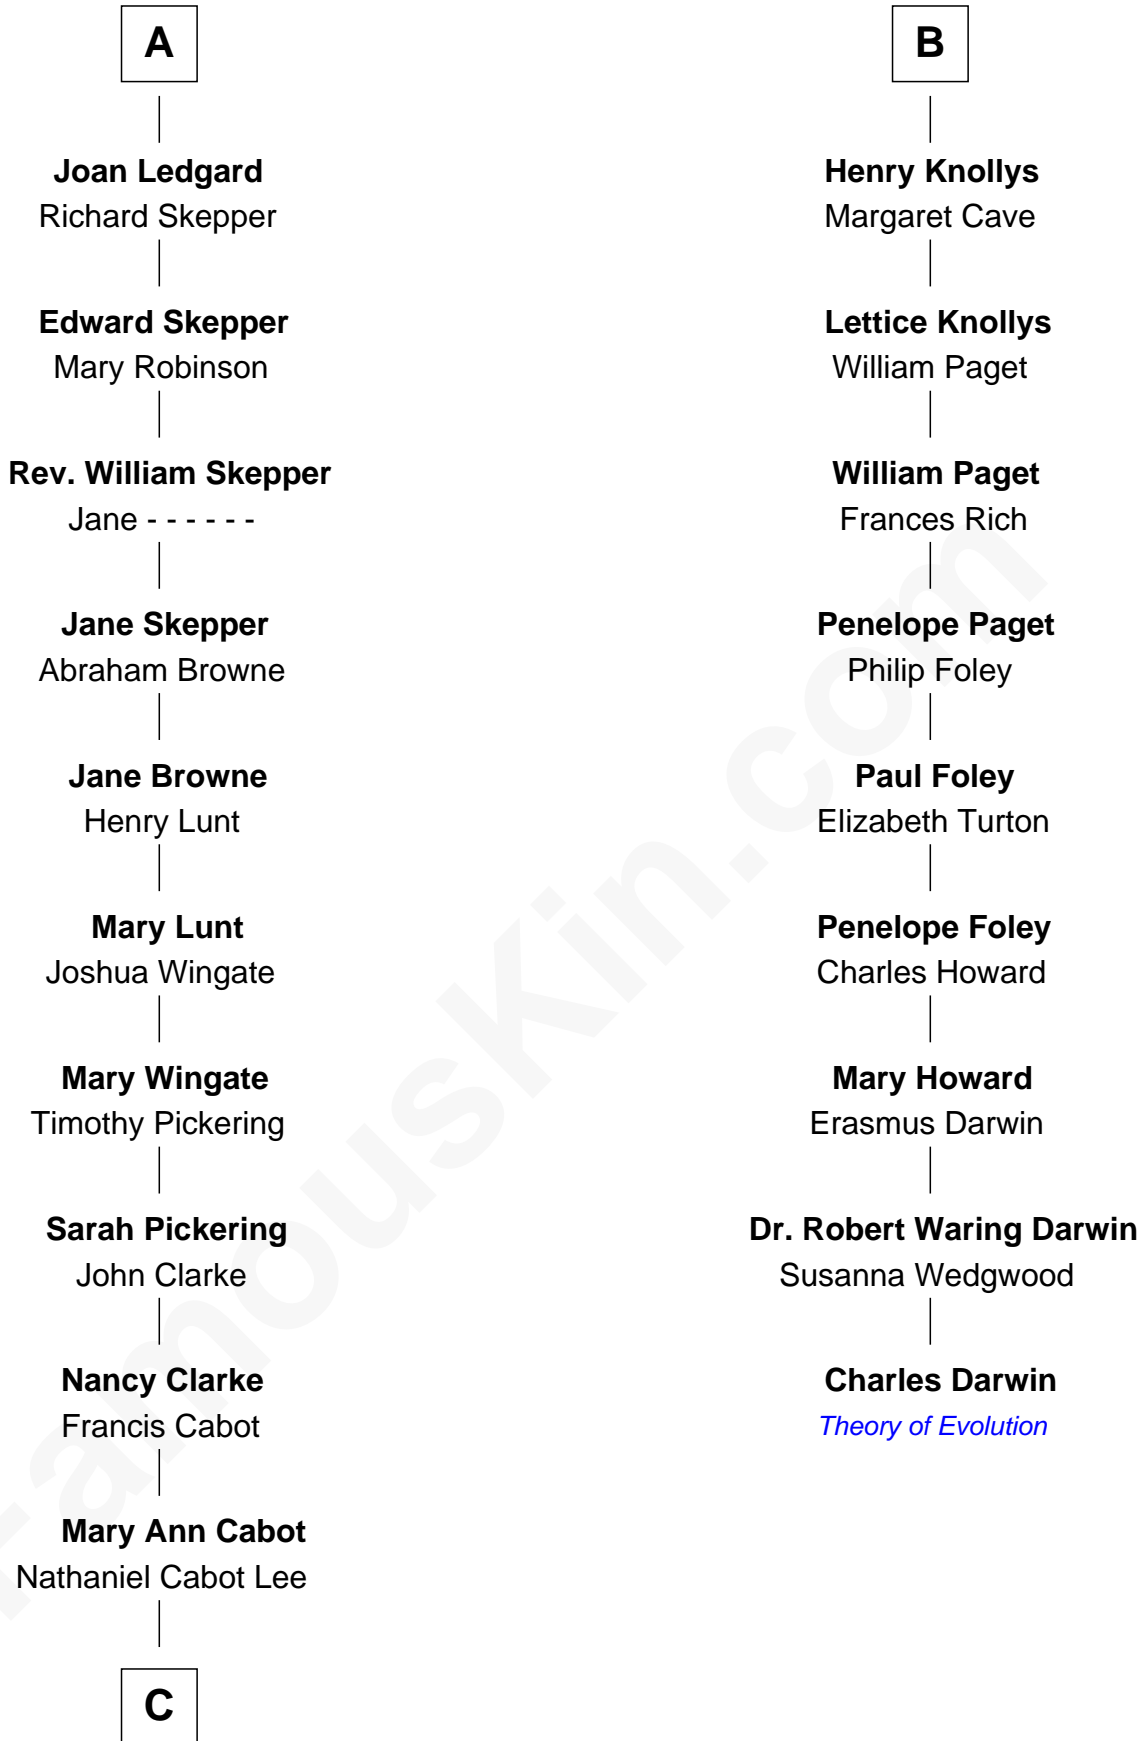 A
Joan Ledgard
Richard Skepper
Edward Skepper
Mary Robinson
Rev. William Skepper
Jane - - - - - -
Jane Skepper
Abraham Browne
Jane Browne
Henry Lunt
Mary Lunt
Joshua Wingate
Mary Wingate
Timothy Pickering
Sarah Pickering
John Clarke
Nancy Clarke
Francis Cabot
Mary Ann Cabot
Nathaniel Cabot Lee
C
B
Henry Knollys
Margaret Cave
Lettice Knollys
William Paget
William Paget
Frances Rich
Penelope Paget
Philip Foley
Paul Foley
Elizabeth Turton
Penelope Foley
Charles Howard
Mary Howard
Erasmus Darwin
Dr. Robert Waring Darwin
Susanna Wedgwood
Charles Darwin
Theory of Evolution
FamousKin.com